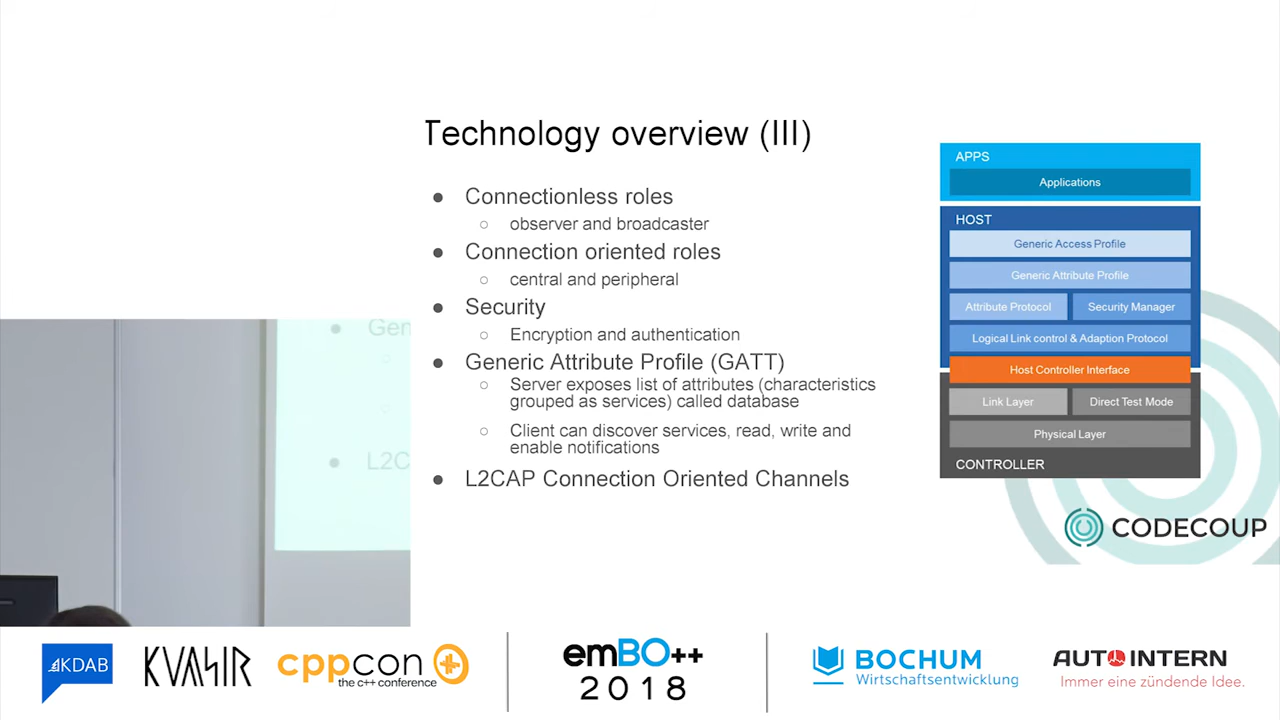 Technology overview (III)
● Connectionless roles
○ observer and broadcaster
● Connection oriented roles
○ central and peripheral
● Security
○ Encryption and authentication
● Generic Attribute Profile (GATT)
○ Server exposes list of attributes (characteristics
grouped as services) called database
○ Client can discover services, read, write and
enable notifications
● L2CAP Connection Oriented Channels
APPS
Applications
HOST
Generic Access Profile
Generic Attribute Profile
Attribute Protocol
Security Manager
Logical Link control & Adaption Protocol
Host Controller Interface
Link Layer
Direct Test Mode
Physical Layer
CONTROLLER
CODECOUP
● Gen
● L2C
KDAB
KVASIR
cppcon
the c++ conference
emBO++
2018
BOCHUM
Wirtschaftsentwicklung
AUTOINTERN
Immer eine zündende Idee.